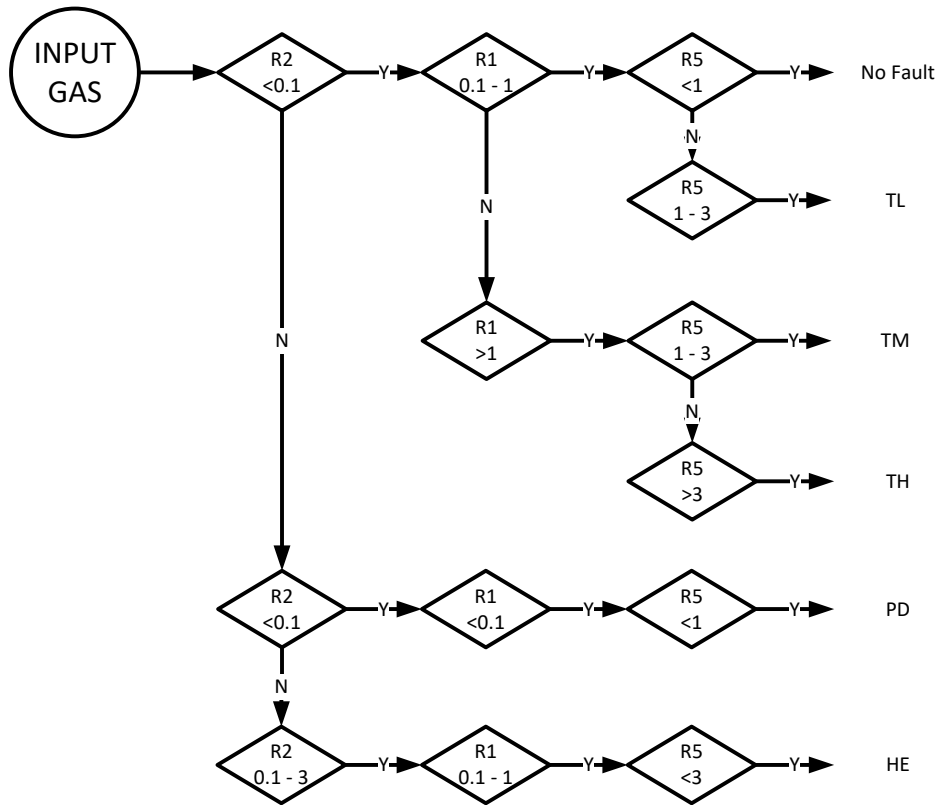 INPUT
GAS
R2
<0.1
Y
R1
0.1 - 1
Y
R5
<1
Y
No Fault
N
R5
1 - 3
Y
TL
N
R1
>1
Y
R5
1 - 3
Y
TM
N
R5
>3
Y
TH
N
R2
<0.1
Y
R1
<0.1
Y
R5
<1
Y
PD
N
R2
0.1 - 3
Y
R1
0.1 - 1
Y
R5
<3
Y
HE